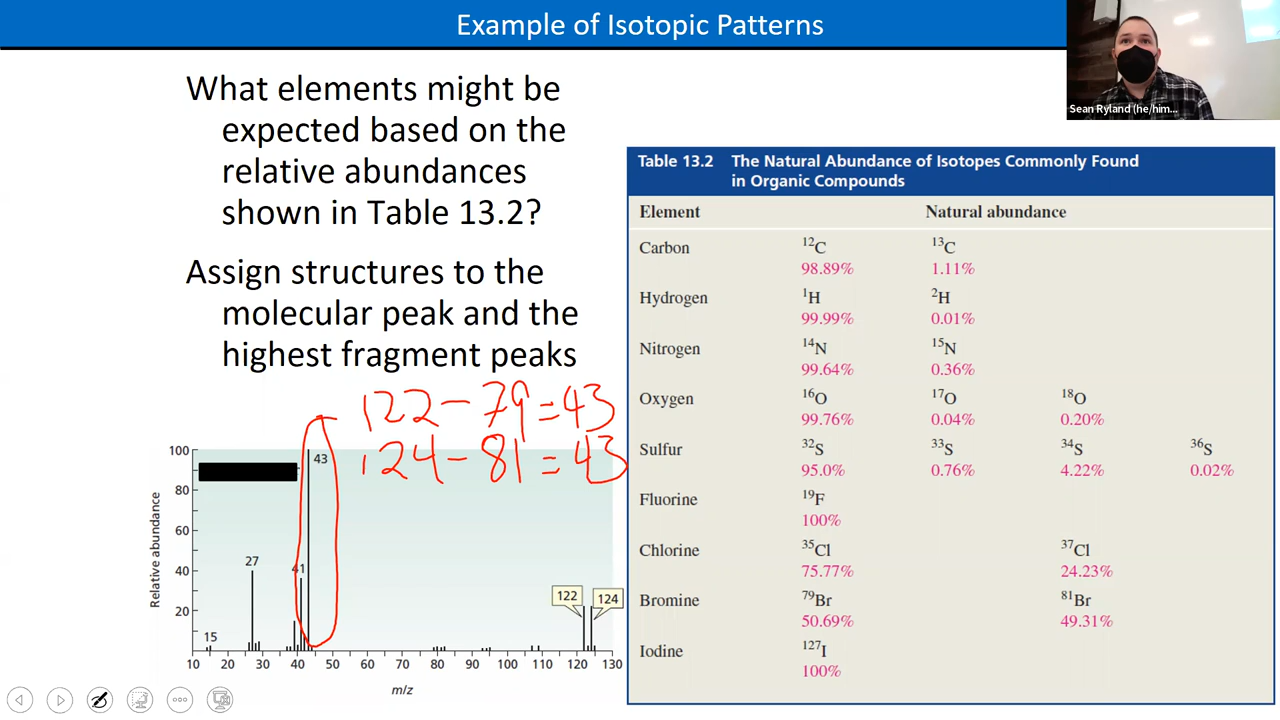 Example of Isotopic Patterns
Sean Ryland (he/him...
What elements might be
expected based on the
relative abundances
shown in Table 13.2?
Assign structures to the
molecular peak and the
highest fragment peaks
122 - 79 = 43
124 - 81 = 43
Relative abundance
100
80
60
40
20
15
27
41
43
122
124
10 20 30 40 50 60 70 80 90 100 110 120 130
m/z
Table 13.2 The Natural Abundance of Isotopes Commonly Found
in Organic Compounds
Element Natural abundance
Carbon ¹²C ¹³C
98.89% 1.11%
Hydrogen ¹H ²H
99.99% 0.01%
Nitrogen ¹⁴N ¹⁵N
99.64% 0.36%
Oxygen ¹⁶O ¹⁷O ¹⁸O
99.76% 0.04% 0.20%
Sulfur ³²S ³³S ³⁴S ³⁶S
95.0% 0.76% 4.22% 0.02%
Fluorine ¹⁹F
100%
Chlorine ³⁵Cl ³⁷Cl
75.77% 24.23%
Bromine ⁷⁹Br ⁸¹Br
50.69% 49.31%
Iodine ¹²⁷I
100%